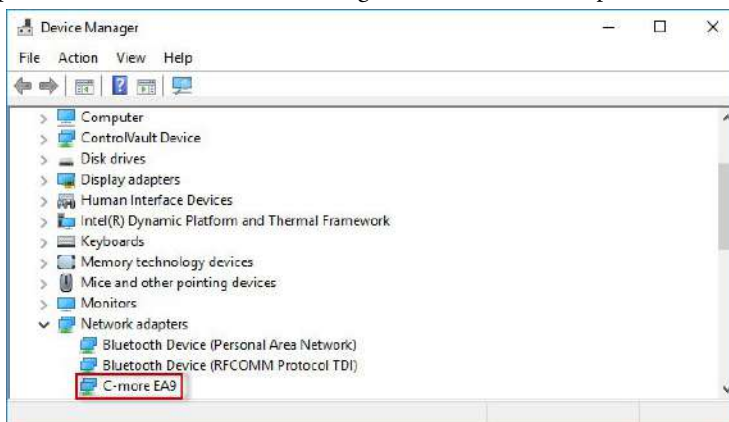 Device Manager
File Action View Help
Computer
ControlVault Device
Disk drives
Display adapters
Human Interface Devices
Intel(R) Dynamic Platform and Thermal Framework
Keyboards
Memory technology devices
Mice and other pointing devices
Monitors
Network adapters
Bluetooth Device (Personal Area Network)
Bluetooth Device (RFCOMM Protocol TDI)
C-more EA9